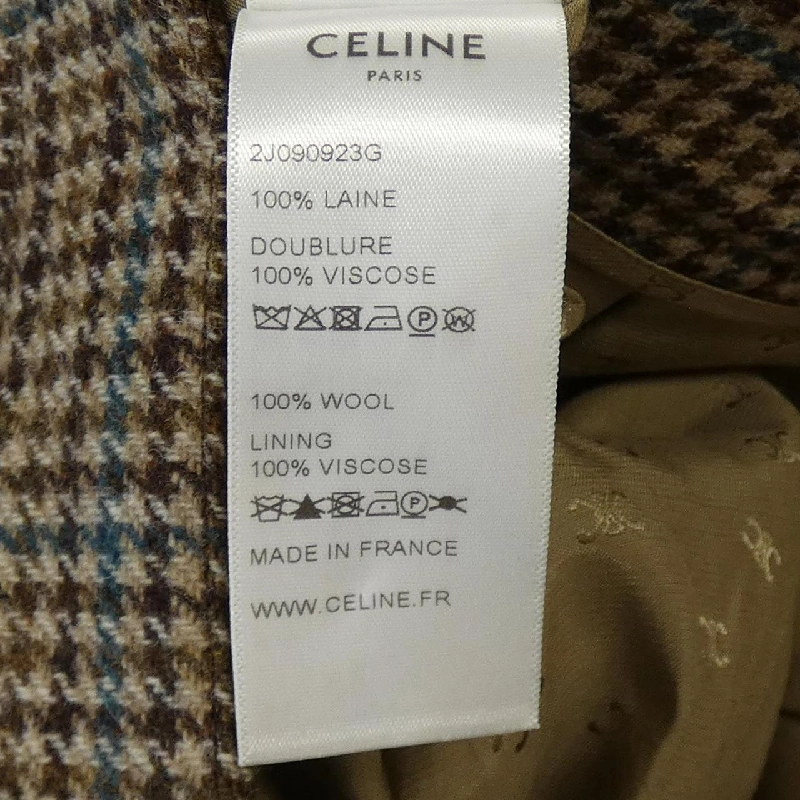 CELINE
PARIS
2J090923G
100% LAINE
DOUBLURE
100% VISCOSE
P W
100% WOOL
LINING
100% VISCOSE
P
MADE IN FRANCE
WWW.CELINE.FR